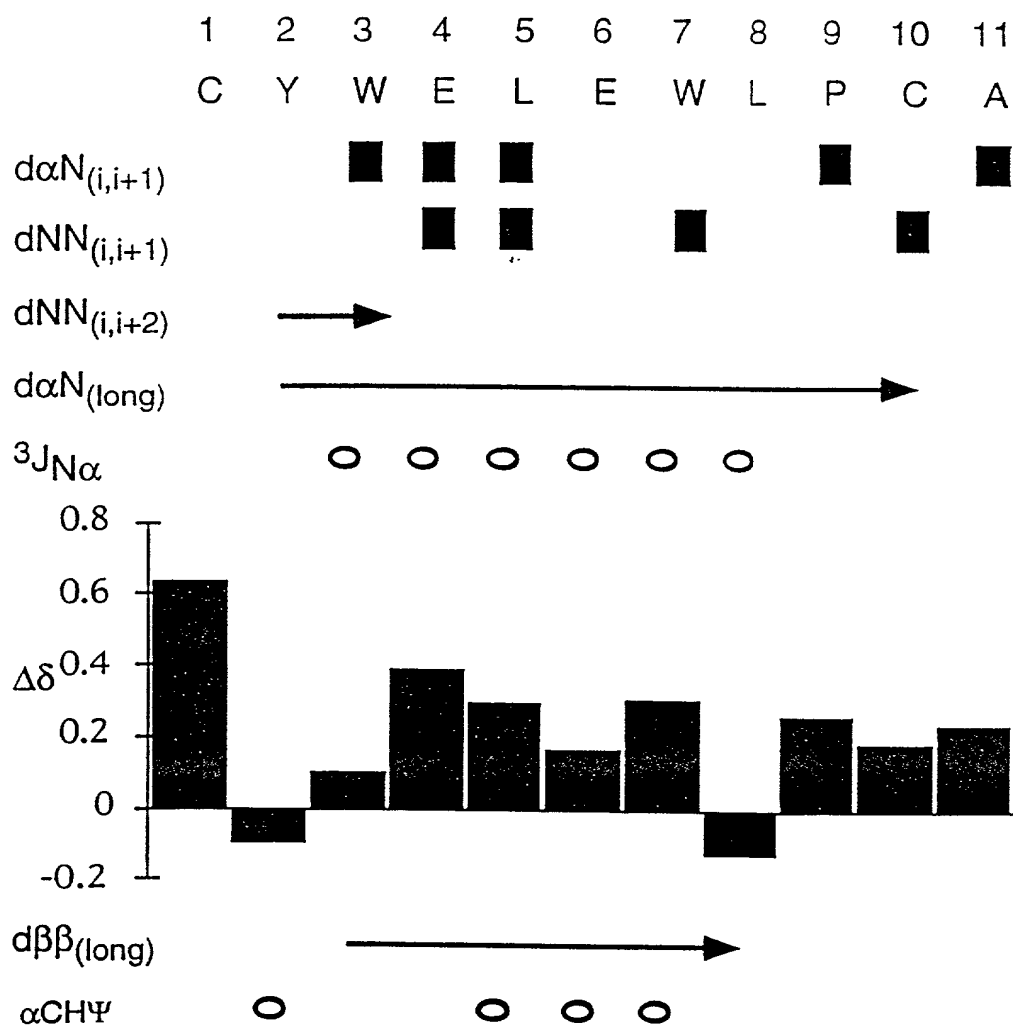 1 2 3 4 5 6 7 8 9 10 11
C Y W E L E W L P C A
dαN(i,i+1)
dNN(i,i+1)
dNN(i,i+2)
dαN(long)
³JNα
0.8
0.6
Δδ 0.4
0.2
0
-0.2
dββ(long)
αCHΨ